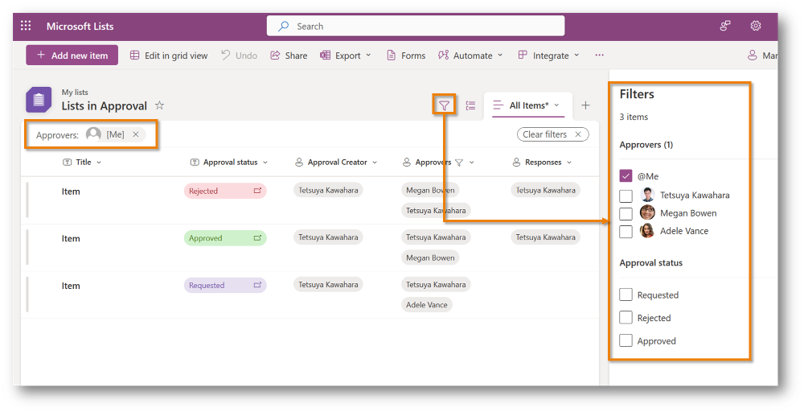 Microsoft Lists
Search
Add new item
Edit in grid view
Undo
Share
Export
Forms
Automate
Integrate
My lists
Lists in Approval
All Items*
Approvers: [Me]
Clear filters
Title Approval status Approval Creator Approvers Responses
Item Rejected Tetsuya Kawahara Megan Bowen Tetsuya Kawahara
Tetsuya Kawahara
Item Approved Tetsuya Kawahara Tetsuya Kawahara Tetsuya Kawahara
Megan Bowen
Item Requested Tetsuya Kawahara Tetsuya Kawahara
Adele Vance
Filters
3 items
Approvers (1)
@Me
Tetsuya Kawahara
Megan Bowen
Adele Vance
Approval status
Requested
Rejected
Approved